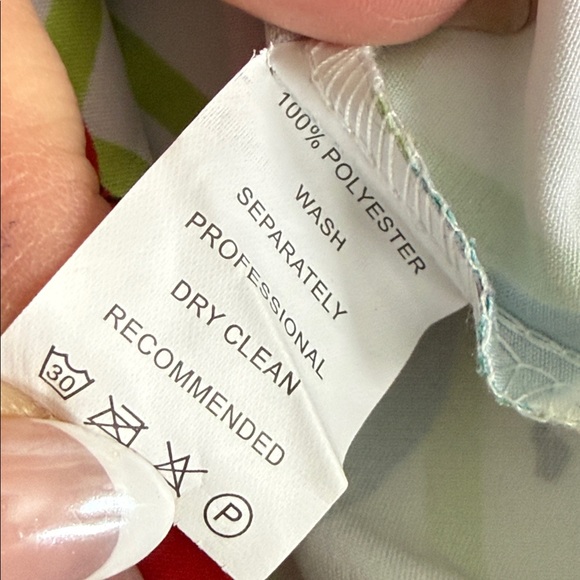 100% POLYESTER
WASH
SEPARATELY
PROFESSIONAL
DRY CLEAN
RECOMMENDED
30
P